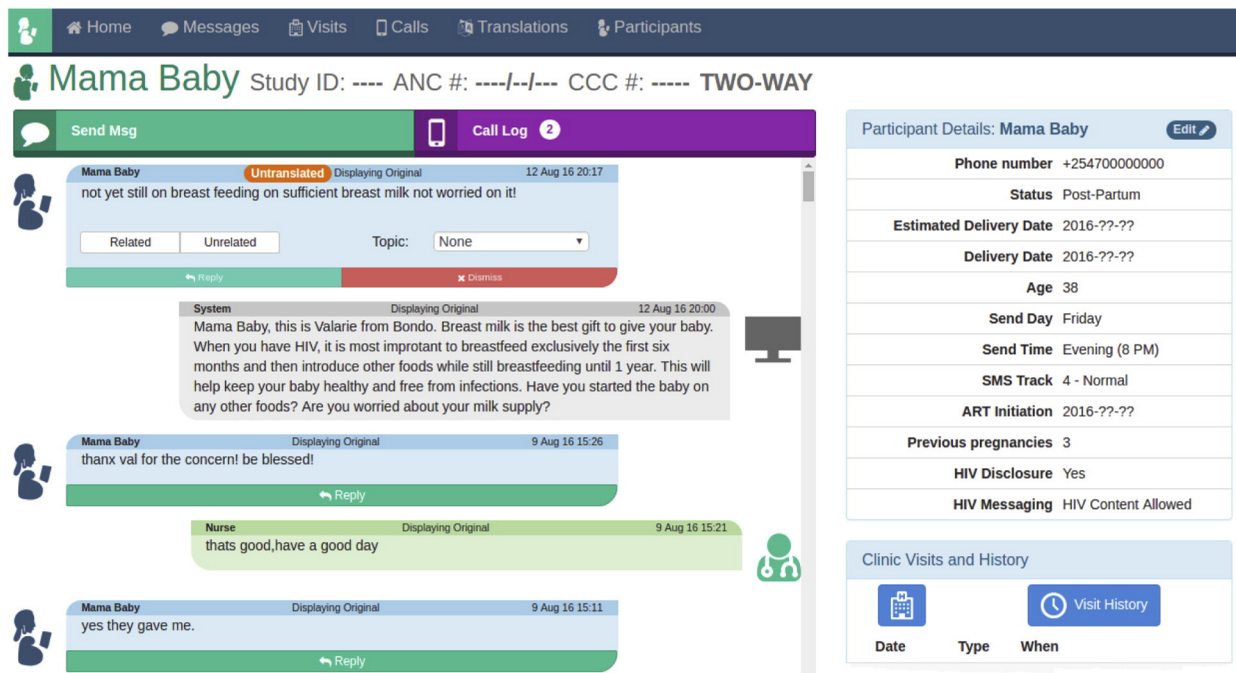 Home Messages Visits Calls Translations Participants
Mama Baby Study ID: ---- ANC #: ----/--/--- CCC #: ----- TWO-WAY
Send Msg
Call Log 2
Mama Baby Untranslated Displaying Original 12 Aug 16 20:17
not yet still on breast feeding on sufficient breast milk not worried on it!
Related Unrelated Topic: None
Reply Dismiss
System Displaying Original 12 Aug 16 20:00
Mama Baby, this is Valarie from Bondo. Breast milk is the best gift to give your baby.
When you have HIV, it is most improtant to breastfeed exclusively the first six
months and then introduce other foods while still breastfeeding until 1 year. This will
help keep your baby healthy and free from infections. Have you started the baby on
any other foods? Are you worried about your milk supply?
Mama Baby Displaying Original 9 Aug 16 15:26
thanx val for the concern! be blessed!
Reply
Nurse Displaying Original 9 Aug 16 15:21
thats good,have a good day
Mama Baby Displaying Original 9 Aug 16 15:11
yes they gave me.
Reply
Participant Details: Mama Baby Edit
Phone number +254700000000
Status Post-Partum
Estimated Delivery Date 2016-??-??
Delivery Date 2016-??-??
Age 38
Send Day Friday
Send Time Evening (8 PM)
SMS Track 4 - Normal
ART Initiation 2016-??-??
Previous pregnancies 3
HIV Disclosure Yes
HIV Messaging HIV Content Allowed
Clinic Visits and History
Visit History
Date Type When